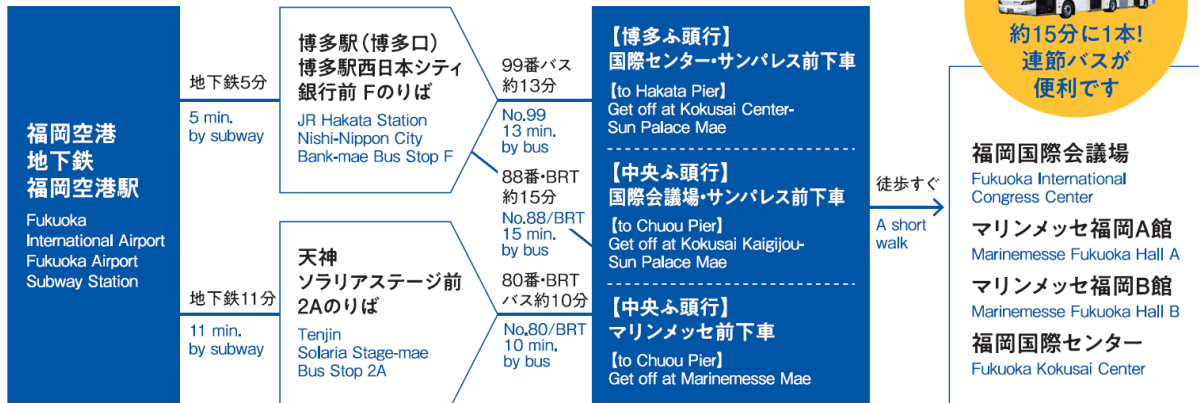 福岡空港
地下鉄
福岡空港駅
Fukuoka
International Airport
Fukuoka Airport
Subway Station
地下鉄5分
5 min.
by subway
博多駅（博多口）
博多駅西日本シティ
銀行前 Fのりば
JR Hakata Station
Nishi-Nippon City
Bank-mae Bus Stop F
99番バス
約13分
No.99
13 min.
by bus
88番・BRT
約15分
No.88/BRT
15 min.
by bus
地下鉄11分
11 min.
by subway
天神
ソラリアステージ前
2Aのりば
Tenjin
Solaria Stage-mae
Bus Stop 2A
80番・BRT
バス約10分
No.80/BRT
10 min.
by bus
【博多ふ頭行】
国際センター・サンパレス前下車
【to Hakata Pier】
Get off at Kokusai Center-
Sun Palace Mae
【中央ふ頭行】
国際会議場・サンパレス前下車
【to Chuou Pier】
Get off at Kokusai Kaigijou-
Sun Palace Mae
【中央ふ頭行】
マリンメッセ前下車
【to Chuou Pier】
Get off at Marinemesse Mae
徒歩すぐ
A short
walk
約15分に1本!
連節バスが
便利です
福岡国際会議場
Fukuoka International
Congress Center
マリンメッセ福岡A館
Marinemesse Fukuoka Hall A
マリンメッセ福岡B館
Marinemesse Fukuoka Hall B
福岡国際センター
Fukuoka Kokusai Center